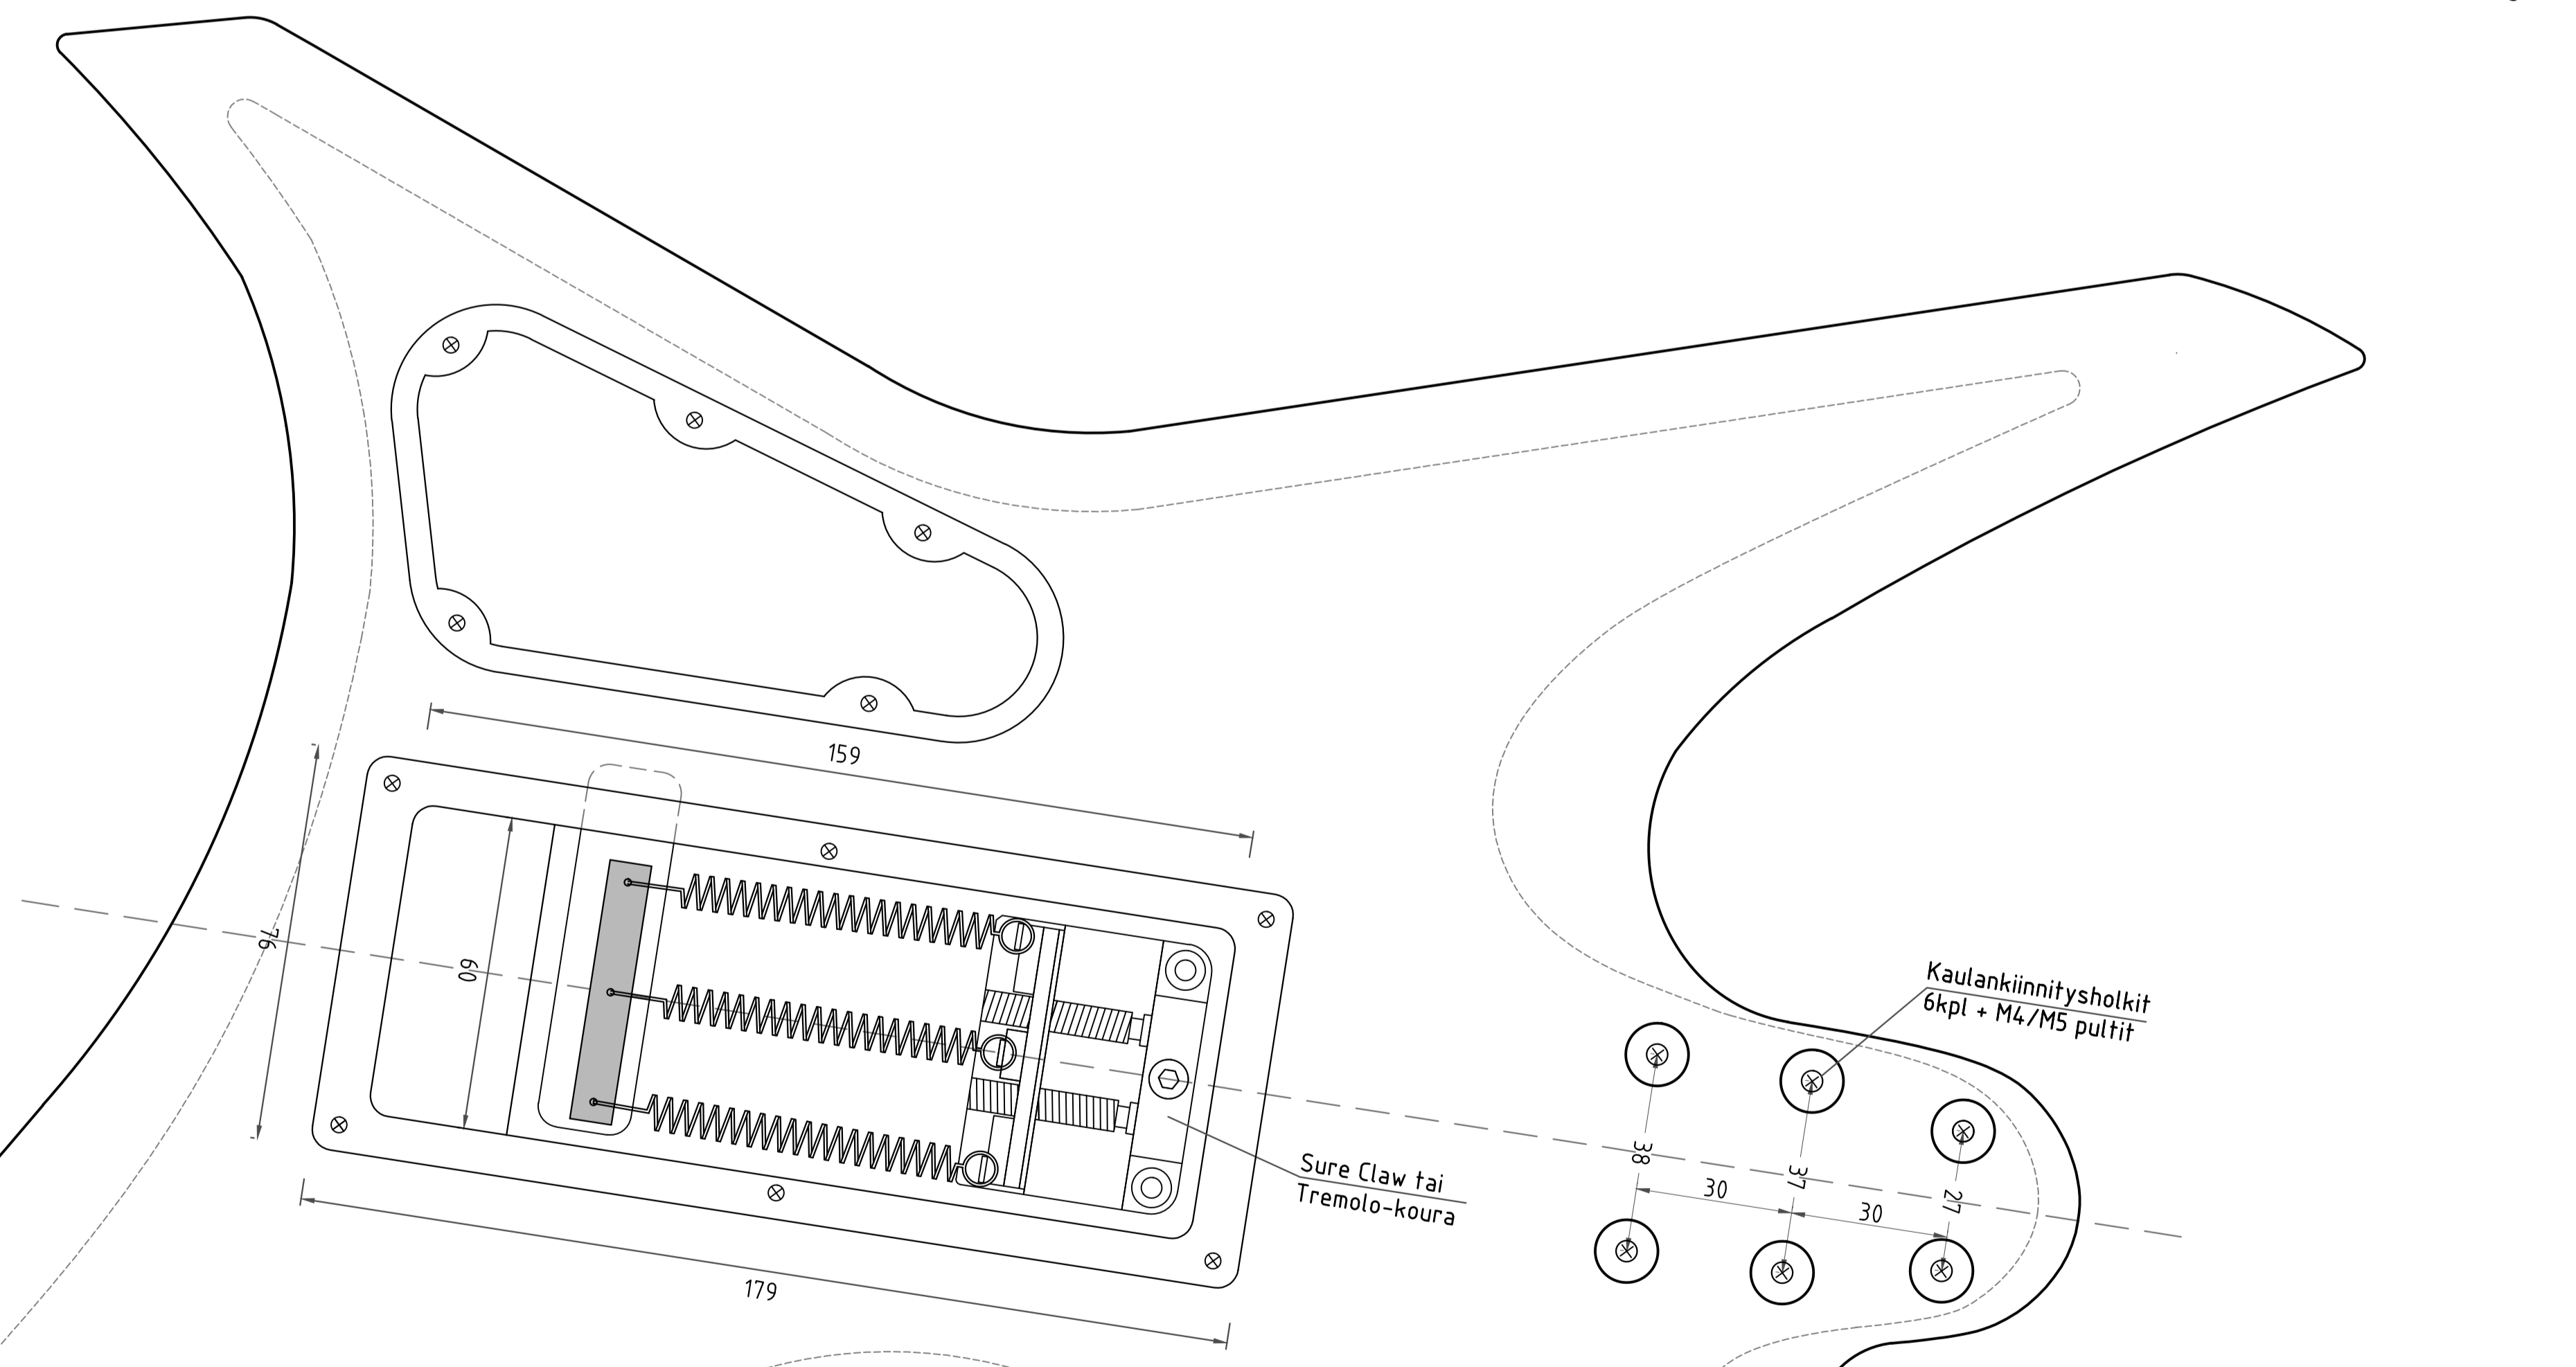 159
76
60
Kaulankiinnitysholkit
6kpl + M4/M5 pultit
38
37
27
30
30
Sure Claw tai
Tremolo-koura
179